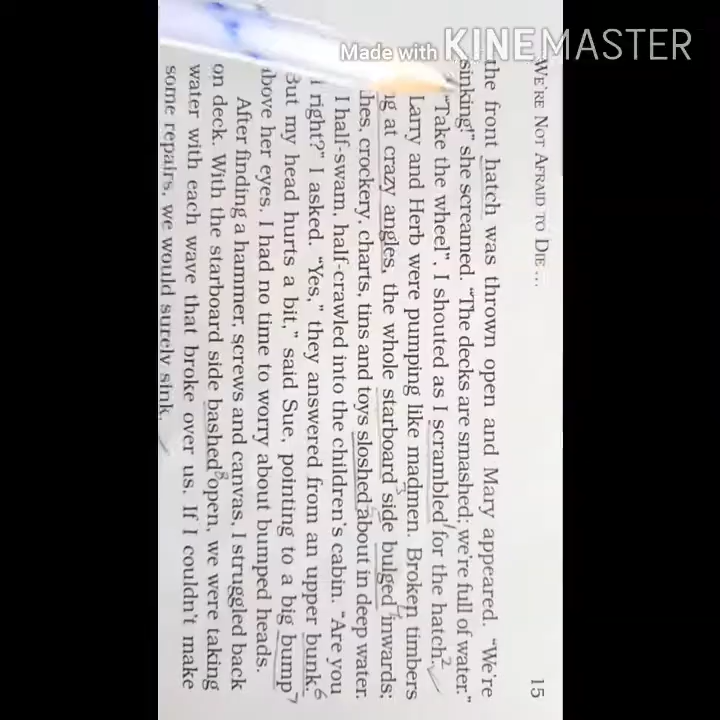 Made with KINEMASTER
WE'RE NOT AFRAID TO DIE... 15
the front hatch was thrown open and Mary appeared. "We're
sinking!" she screamed. "The decks are smashed; we're full of water."
"Take the wheel", I shouted as I scrambled for the hatch.
Larry and Herb were pumping like madmen. Broken timbers
at crazy angles, the whole starboard side bulged inwards;
crockery, charts, tins and toys sloshed about in deep water.
I half-swam, half-crawled into the children's cabin. "Are you
right?" I asked. "Yes," they answered from an upper bunk.
But my head hurts a bit," said Sue, pointing to a big bump
above her eyes. I had no time to worry about bumped heads.
After finding a hammer, screws and canvas, I struggled back
on deck. With the starboard side bashed open, we were taking
water with each wave that broke over us. If I couldn't make
some repairs, we would surely sink.